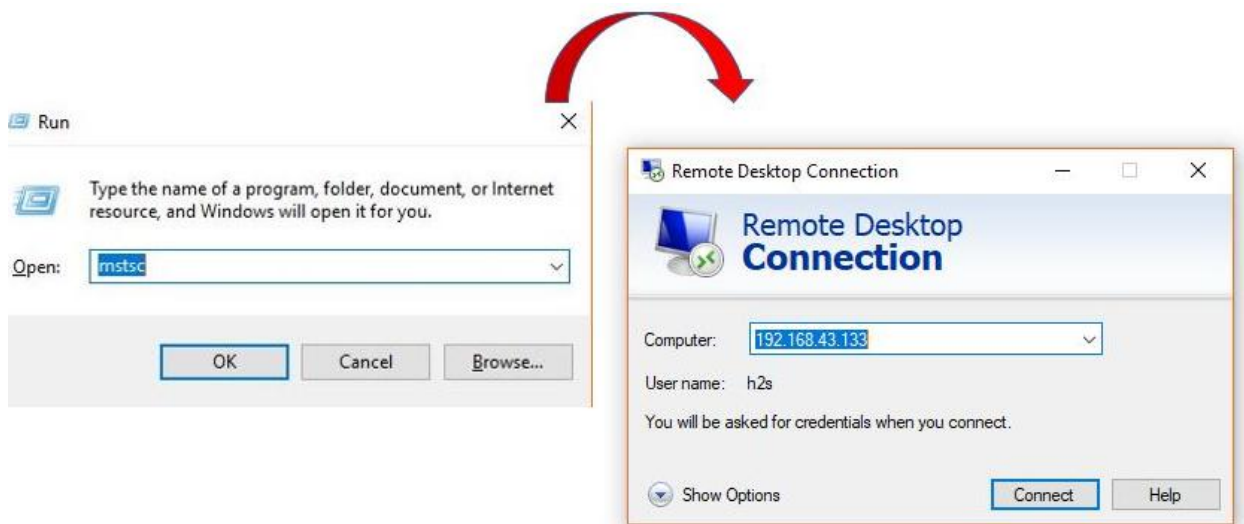 Run
Type the name of a program, folder, document, or Internet
resource, and Windows will open it for you.
Open: mstsc
OK Cancel Browse...
Remote Desktop Connection
Remote Desktop
Connection
Computer: 192.168.43.133
User name: h2s
You will be asked for credentials when you connect.
Show Options Connect Help